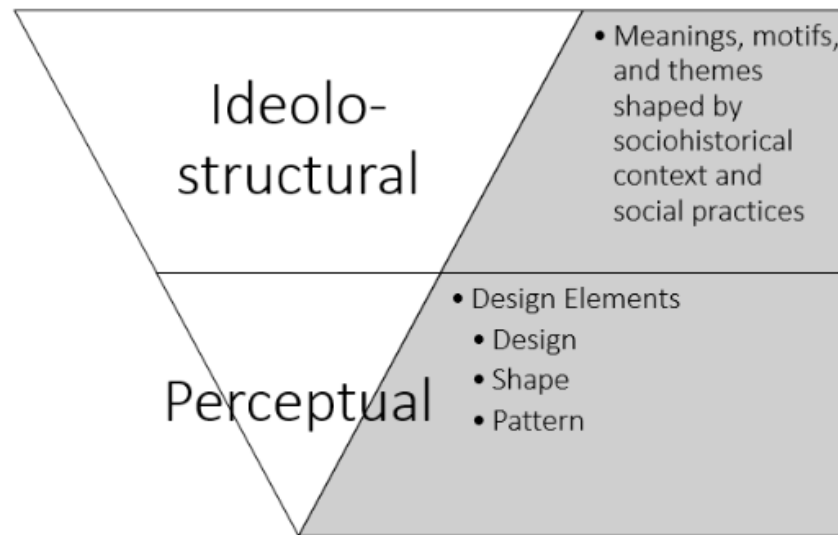 Ideolo-
structural
• Meanings, motifs,
and themes
shaped by
sociohistorical
context and
social practices
Perceptual
• Design Elements
• Design
• Shape
• Pattern